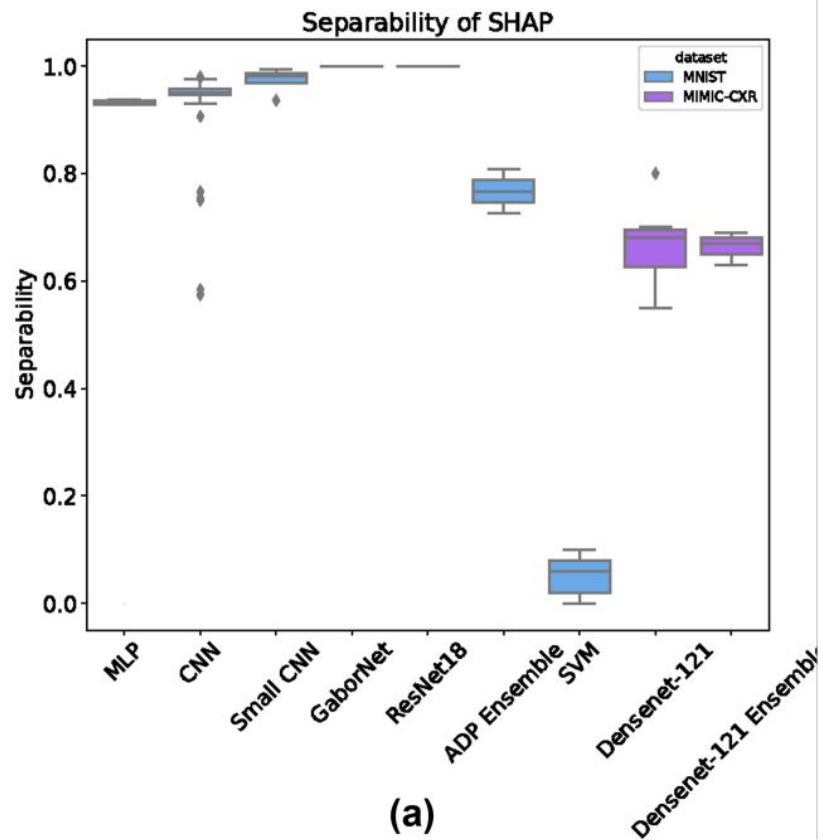 Separability of SHAP
dataset
MNIST
MIMIC-CXR
Separability
1.0
0.8
0.6
0.4
0.2
0.0
MLP
CNN
Small CNN
GaborNet
ResNet18
ADP Ensemble
SVM
Densenet-121
Densenet-121 Ensembl
(a)